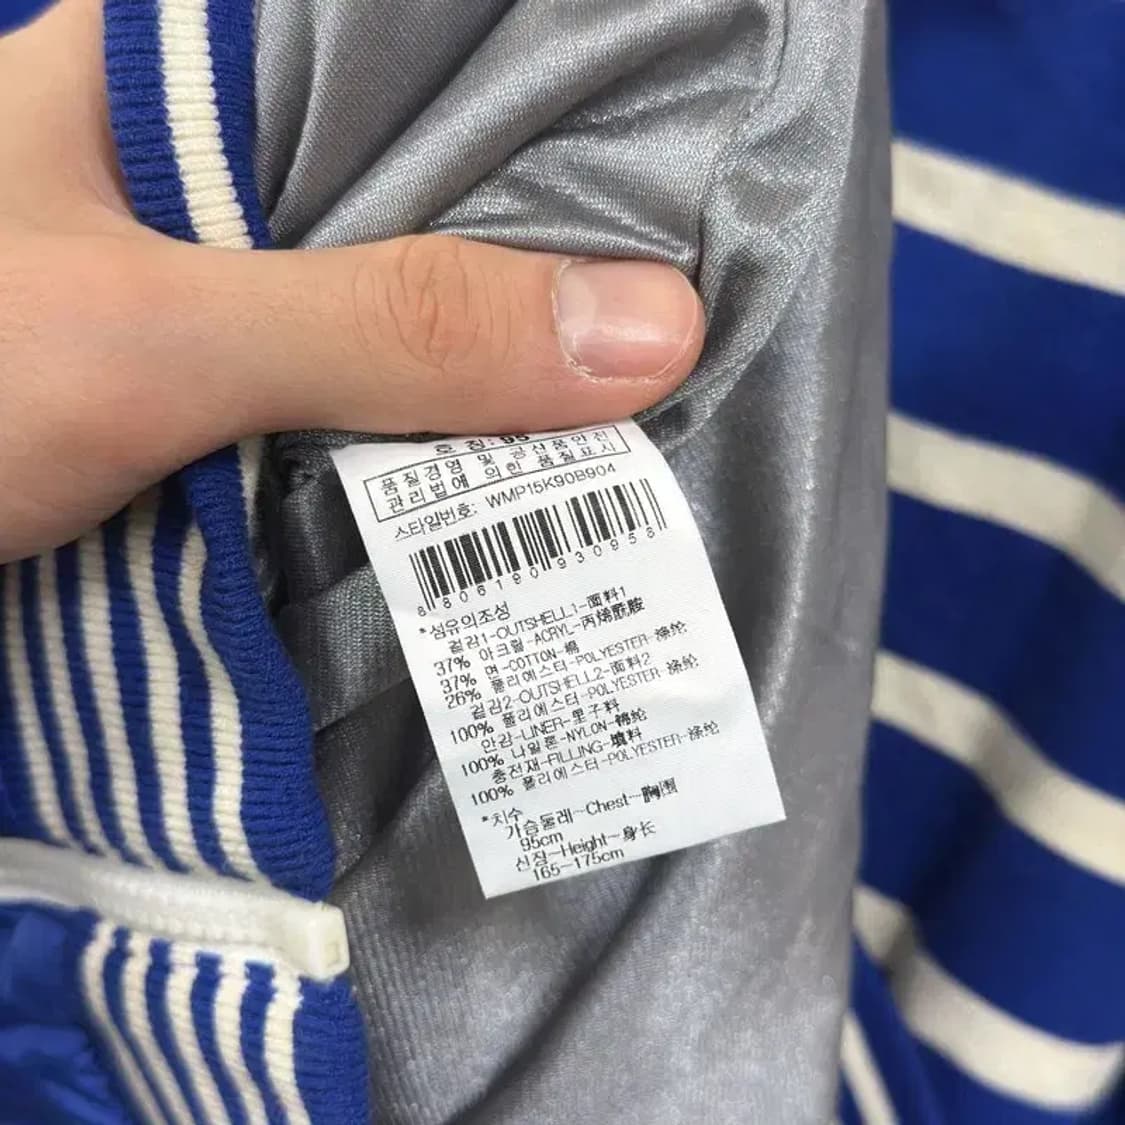 호칭: 95
품질경영 및 공산품안전
관리법에 의한 품질표시
스타일번호: WMP15K90B904
8806190930958
*섬유의조성
겉감1-OUTSHELL1-面料1
37% 아크릴-ACRYL-丙烯酰胺
37% 면-COTTON-棉
26% 폴리에스터-POLYESTER-涤纶
겉감2-OUTSHELL2-面料2
100% 폴리에스터-POLYESTER-涤纶
안감-LINER-里子料
100% 나일론-NYLON-锦纶
충전재-FILLING-填料
100% 폴리에스터-POLYESTER-涤纶
*치수
가슴둘레~Chest~胸围
95cm
신장~Height~身长
165~175cm